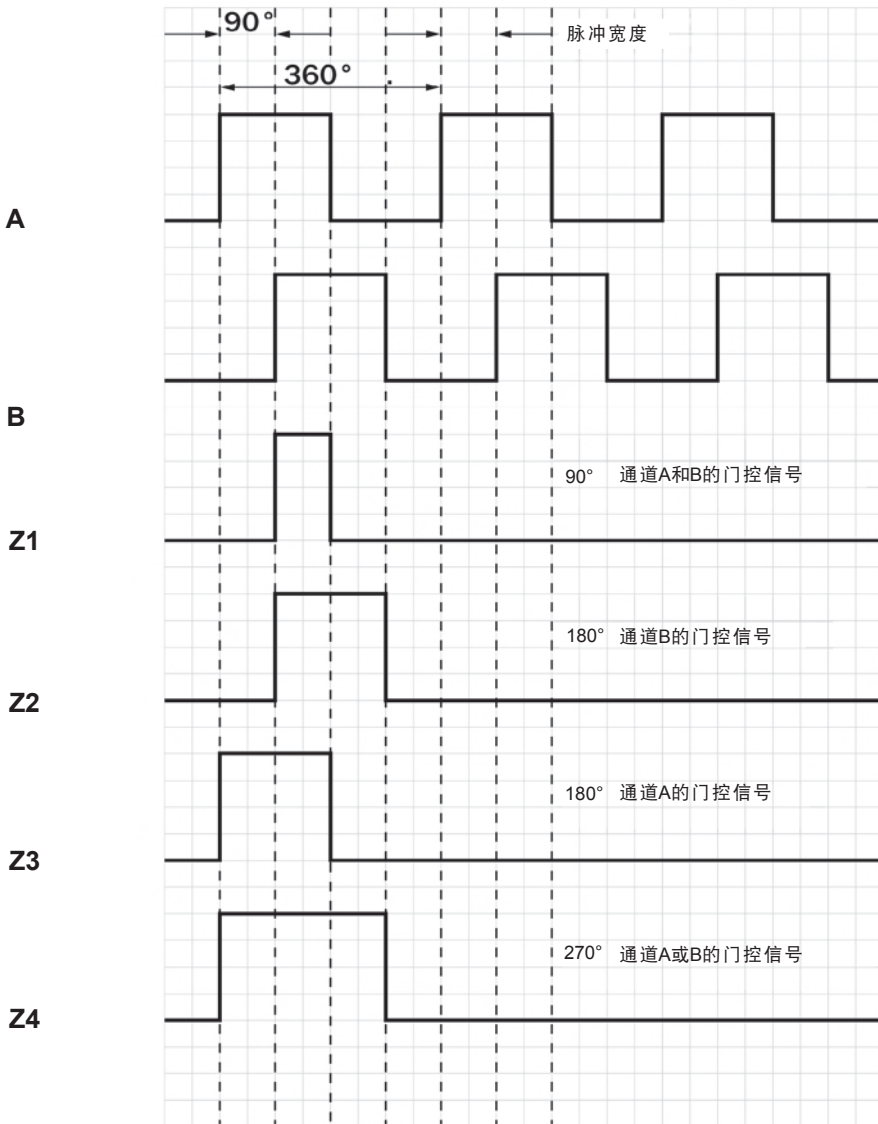 90°
脉冲宽度
360°
A
B
90° 通道A和B的门控信号
Z1
180° 通道B的门控信号
Z2
180° 通道A的门控信号
Z3
270° 通道A或B的门控信号
Z4